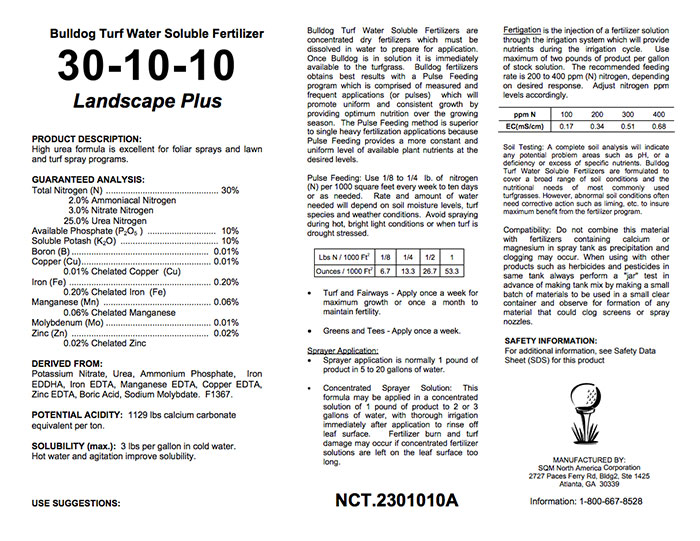 Bulldog Turf Water Soluble Fertilizer
30-10-10
Landscape Plus
PRODUCT DESCRIPTION:
High urea formula is excellent for foliar sprays and lawn
and turf spray programs.
GUARANTEED ANALYSIS:
Total Nitrogen (N) ............................................ 30%
2.0% Ammoniacal Nitrogen
3.0% Nitrate Nitrogen
25.0% Urea Nitrogen
Available Phosphate (P2O5 ) ........................... 10%
Soluble Potash (K2O) ...................................... 10%
Boron (B) ...................................................... 0.01%
Copper (Cu).................................................. 0.01%
0.01% Chelated Copper (Cu)
Iron (Fe) ........................................................ 0.20%
0.20% Chelated Iron (Fe)
Manganese (Mn) ........................................... 0.06%
0.06% Chelated Manganese
Molybdenum (Mo) ......................................... 0.01%
Zinc (Zn) ....................................................... 0.02%
0.02% Chelated Zinc
DERIVED FROM:
Potassium Nitrate, Urea, Ammonium Phosphate, Iron
EDDHA, Iron EDTA, Manganese EDTA, Copper EDTA,
Zinc EDTA, Boric Acid, Sodium Molybdate. F1367.
POTENTIAL ACIDITY: 1129 lbs calcium carbonate
equivalent per ton.
SOLUBILITY (max.): 3 lbs per gallon in cold water.
Hot water and agitation improve solubility.
USE SUGGESTIONS:
Bulldog Turf Water Soluble Fertilizers are
concentrated dry fertilizers which must be
dissolved in water to prepare for application.
Once Bulldog is in solution it is immediately
available to the turfgrass. Bulldog fertilizers
obtains best results with a Pulse Feeding
program which is comprised of measured and
frequent applications (or pulses) which will
promote uniform and consistent growth by
providing optimum nutrition over the growing
season. The Pulse Feeding method is superior
to single heavy fertilization applications because
Pulse Feeding provides a more constant and
uniform level of available plant nutrients at the
desired levels.
Pulse Feeding: Use 1/8 to 1/4 lb. of nitrogen
(N) per 1000 square feet every week to ten days
or as needed. Rate and amount of water
needed will depend on soil moisture levels, turf
species and weather conditions. Avoid spraying
during hot, bright light conditions or when turf is
drought stressed.
Lbs N / 1000 Ft2 1/8 1/4 1/2 1
Ounces / 1000 Ft2 6.7 13.3 26.7 53.3
• Turf and Fairways - Apply once a week for
maximum growth or once a month to
maintain fertility.
• Greens and Tees - Apply once a week.
Sprayer Application:
• Sprayer application is normally 1 pound of
product in 5 to 20 gallons of water.
• Concentrated Sprayer Solution: This
formula may be applied in a concentrated
solution of 1 pound of product to 2 or 3
gallons of water, with thorough irrigation
immediately after application to rinse off
leaf surface. Fertilizer burn and turf
damage may occur if concentrated fertilizer
solutions are left on the leaf surface too
long.
NCT.2301010A
Fertigation is the injection of a fertilizer solution
through the irrigation system which will provide
nutrients during the irrigation cycle. Use
maximum of two pounds of product per gallon
of stock solution. The recommended feeding
rate is 200 to 400 ppm (N) nitrogen, depending
on desired response. Adjust nitrogen ppm
levels accordingly.
ppm N 100 200 300 400
EC(mS/cm) 0.17 0.34 0.51 0.68
Soil Testing: A complete soil analysis will indicate
any potential problem areas such as pH, or a
deficiency or excess of specific nutrients. Bulldog
Turf Water Soluble Fertilizers are formulated to
cover a broad range of soil conditions and the
nutritional needs of most commonly used
turfgrasses. However, abnormal soil conditions often
need corrective action such as liming, etc. to insure
maximum benefit from the fertilizer program.
Compatibility: Do not combine this material
with fertilizers containing calcium or
magnesium in spray tank as precipitation and
clogging may occur. When using with other
products such as herbicides and pesticides in
same tank always perform a "jar" test in
advance of making tank mix by making a small
batch of materials to be used in a small clear
container and observe for formation of any
material that could clog screens or spray
nozzles.
SAFETY INFORMATION:
For additional information, see Safety Data
Sheet (SDS) for this product
MANUFACTURED BY:
SQM North America Corporation
2727 Paces Ferry Rd, Bldg2, Ste 1425
Atlanta, GA 30339
Information: 1-800-667-8528